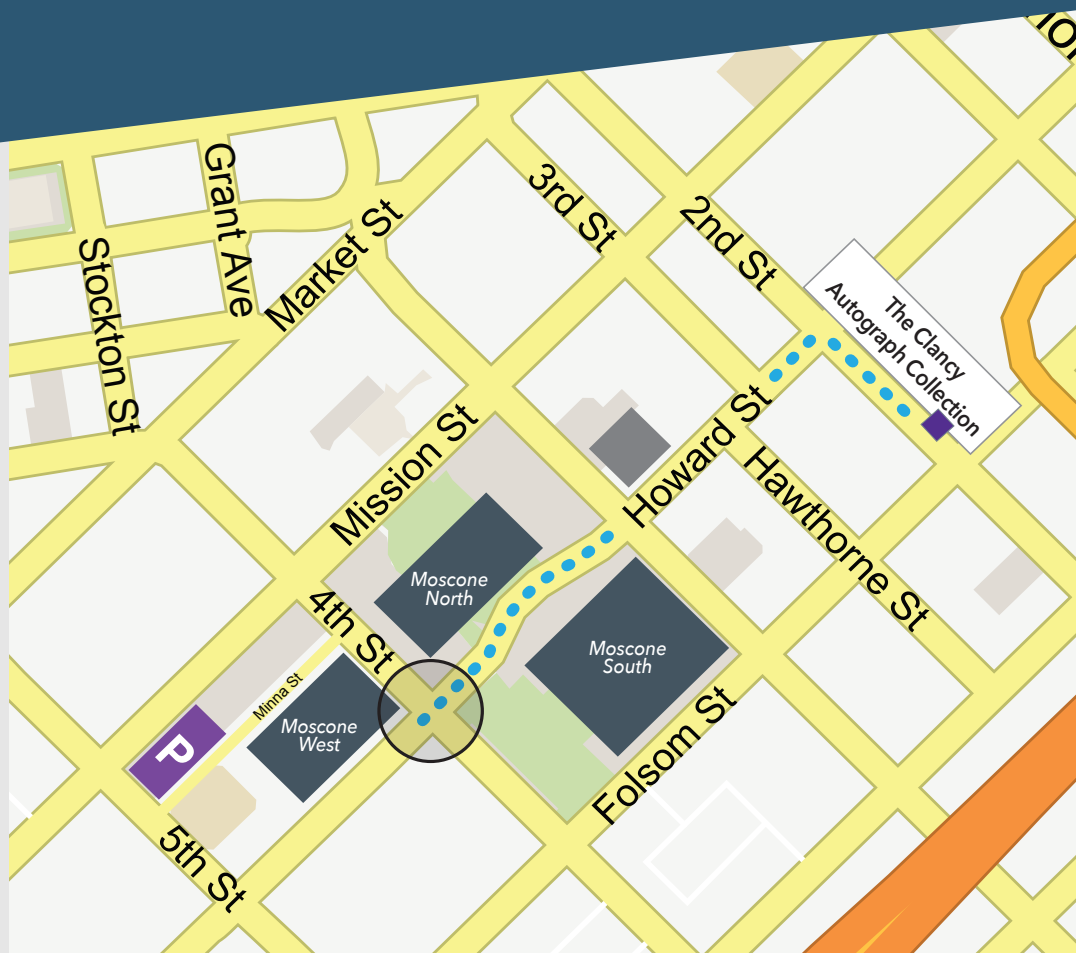 Grant Ave
Stockton St
Market St
3rd St
2nd St
The Clancy
Autograph Collection
Mission St
Howard St
Hawthorne St
Moscone
North
4th St
Moscone
South
Minna St
Moscone
West
P
Folsom St
5th St